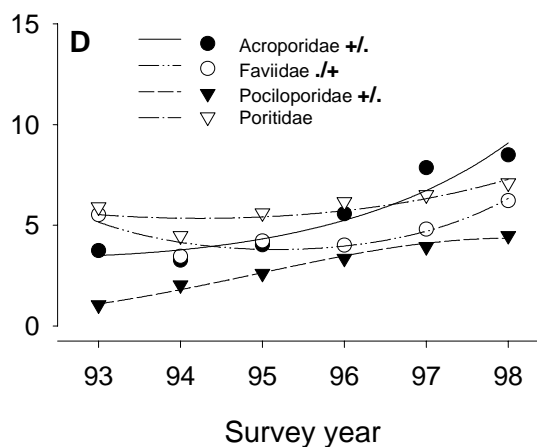 15
D
Acroporidae +/.
Faviidae ./+
Pociloporidae +/.
Poritidae
10
5
0
93 94 95 96 97 98
Survey year